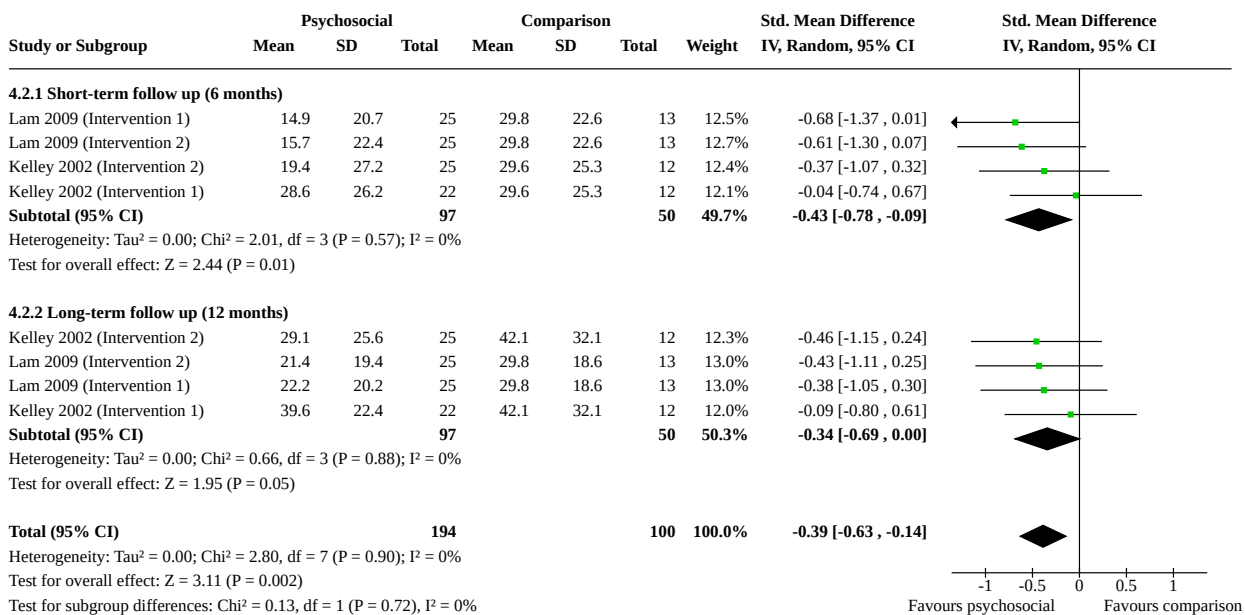 Psychosocial Comparison Std. Mean Difference Std. Mean Difference
Study or Subgroup Mean SD Total Mean SD Total Weight IV, Random, 95% CI IV, Random, 95% CI
4.2.1 Short-term follow up (6 months)
Lam 2009 (Intervention 1) 14.9 20.7 25 29.8 22.6 13 12.5% -0.68 [-1.37 , 0.01]
Lam 2009 (Intervention 2) 15.7 22.4 25 29.8 22.6 13 12.7% -0.61 [-1.30 , 0.07]
Kelley 2002 (Intervention 2) 19.4 27.2 25 29.6 25.3 12 12.4% -0.37 [-1.07 , 0.32]
Kelley 2002 (Intervention 1) 28.6 26.2 22 29.6 25.3 12 12.1% -0.04 [-0.74 , 0.67]
Subtotal (95% CI) 97 50 49.7% -0.43 [-0.78 , -0.09]
Heterogeneity: Tau² = 0.00; Chi² = 2.01, df = 3 (P = 0.57); I² = 0%
Test for overall effect: Z = 2.44 (P = 0.01)
4.2.2 Long-term follow up (12 months)
Kelley 2002 (Intervention 2) 29.1 25.6 25 42.1 32.1 12 12.3% -0.46 [-1.15 , 0.24]
Lam 2009 (Intervention 2) 21.4 19.4 25 29.8 18.6 13 13.0% -0.43 [-1.11 , 0.25]
Lam 2009 (Intervention 1) 22.2 20.2 25 29.8 18.6 13 13.0% -0.38 [-1.05 , 0.30]
Kelley 2002 (Intervention 1) 39.6 22.4 22 42.1 32.1 12 12.0% -0.09 [-0.80 , 0.61]
Subtotal (95% CI) 97 50 50.3% -0.34 [-0.69 , 0.00]
Heterogeneity: Tau² = 0.00; Chi² = 0.66, df = 3 (P = 0.88); I² = 0%
Test for overall effect: Z = 1.95 (P = 0.05)
Total (95% CI) 194 100 100.0% -0.39 [-0.63 , -0.14]
Heterogeneity: Tau² = 0.00; Chi² = 2.80, df = 7 (P = 0.90); I² = 0%
Test for overall effect: Z = 3.11 (P = 0.002) -1 -0.5 0 0.5 1
Test for subgroup differences: Chi² = 0.13, df = 1 (P = 0.72), I² = 0% Favours psychosocial Favours comparison